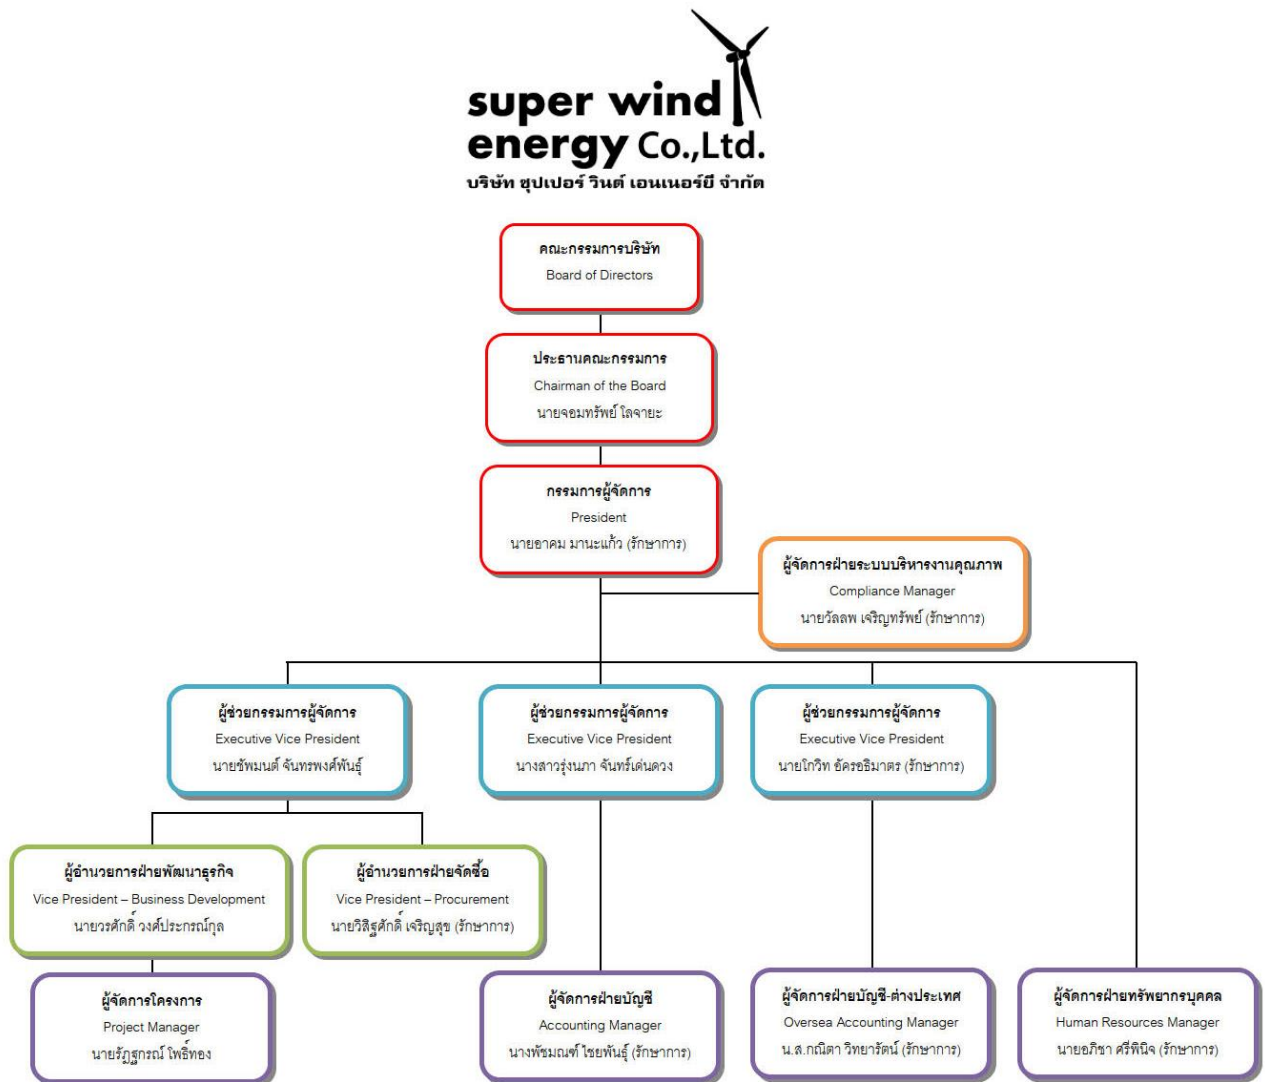 super wind
energy Co.,Ltd.
บริษัท ซุปเปอร์ วินด์ เอนเนอร์ยี จำกัด
คณะกรรมการบริษัท
Board of Directors
ประธานคณะกรรมการ
Chairman of the Board
นายจอมทรัพย์ โลจายะ
กรรมการผู้จัดการ
President
นายอาคม มานะแก้ว (รักษาการ)
ผู้จัดการฝ่ายระบบบริหารงานคุณภาพ
Compliance Manager
นายวัลลพ เจริญทรัพย์ (รักษาการ)
ผู้ช่วยกรรมการผู้จัดการ
Executive Vice President
นายชัพมนต์ จันทรพงศ์พันธุ์
ผู้ช่วยกรรมการผู้จัดการ
Executive Vice President
นางสาวรุ่งนภา จันทร์เด่นดวง
ผู้ช่วยกรรมการผู้จัดการ
Executive Vice President
นายโกวิท อัครอธิมาตร (รักษาการ)
ผู้อำนวยการฝ่ายพัฒนาธุรกิจ
Vice President – Business Development
นายวรศักดิ์ วงศ์ประกรณ์กุล
ผู้อำนวยการฝ่ายจัดซื้อ
Vice President – Procurement
นายวิสิฐศักดิ์ เจริญสุข (รักษาการ)
ผู้จัดการโครงการ
Project Manager
นายรัฏฐกรณ์ โพธิ์ทอง
ผู้จัดการฝ่ายบัญชี
Accounting Manager
นางพัชมณฑ์ ไชยพันธุ์ (รักษาการ)
ผู้จัดการฝ่ายบัญชี-ต่างประเทศ
Oversea Accounting Manager
น.ส.กณิตา วิทยารัตน์ (รักษาการ)
ผู้จัดการฝ่ายทรัพยากรบุคคล
Human Resources Manager
นายอภิชา ศรีพินิจ (รักษาการ)